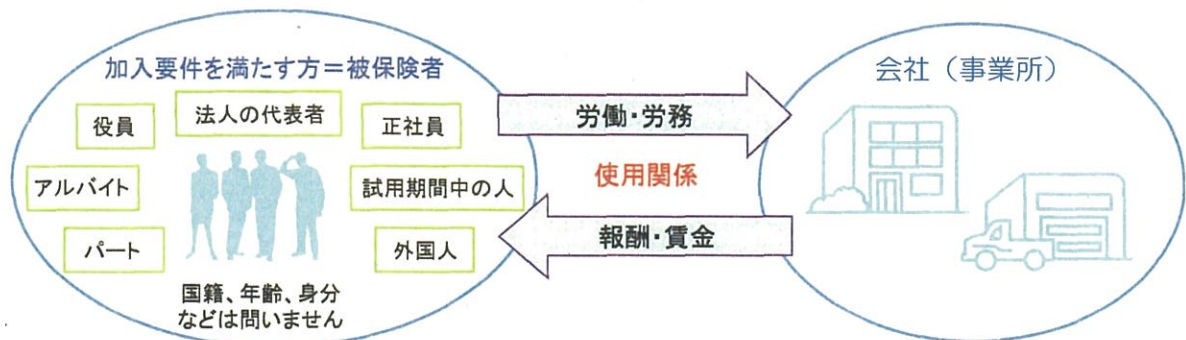 加入要件を満たす方＝被保険者
法人の代表者
役員
正社員
アルバイト
試用期間中の人
パート
外国人
国籍、年齢、身分
などは問いません
労働・労務
使用関係
報酬・賃金
会社（事業所）